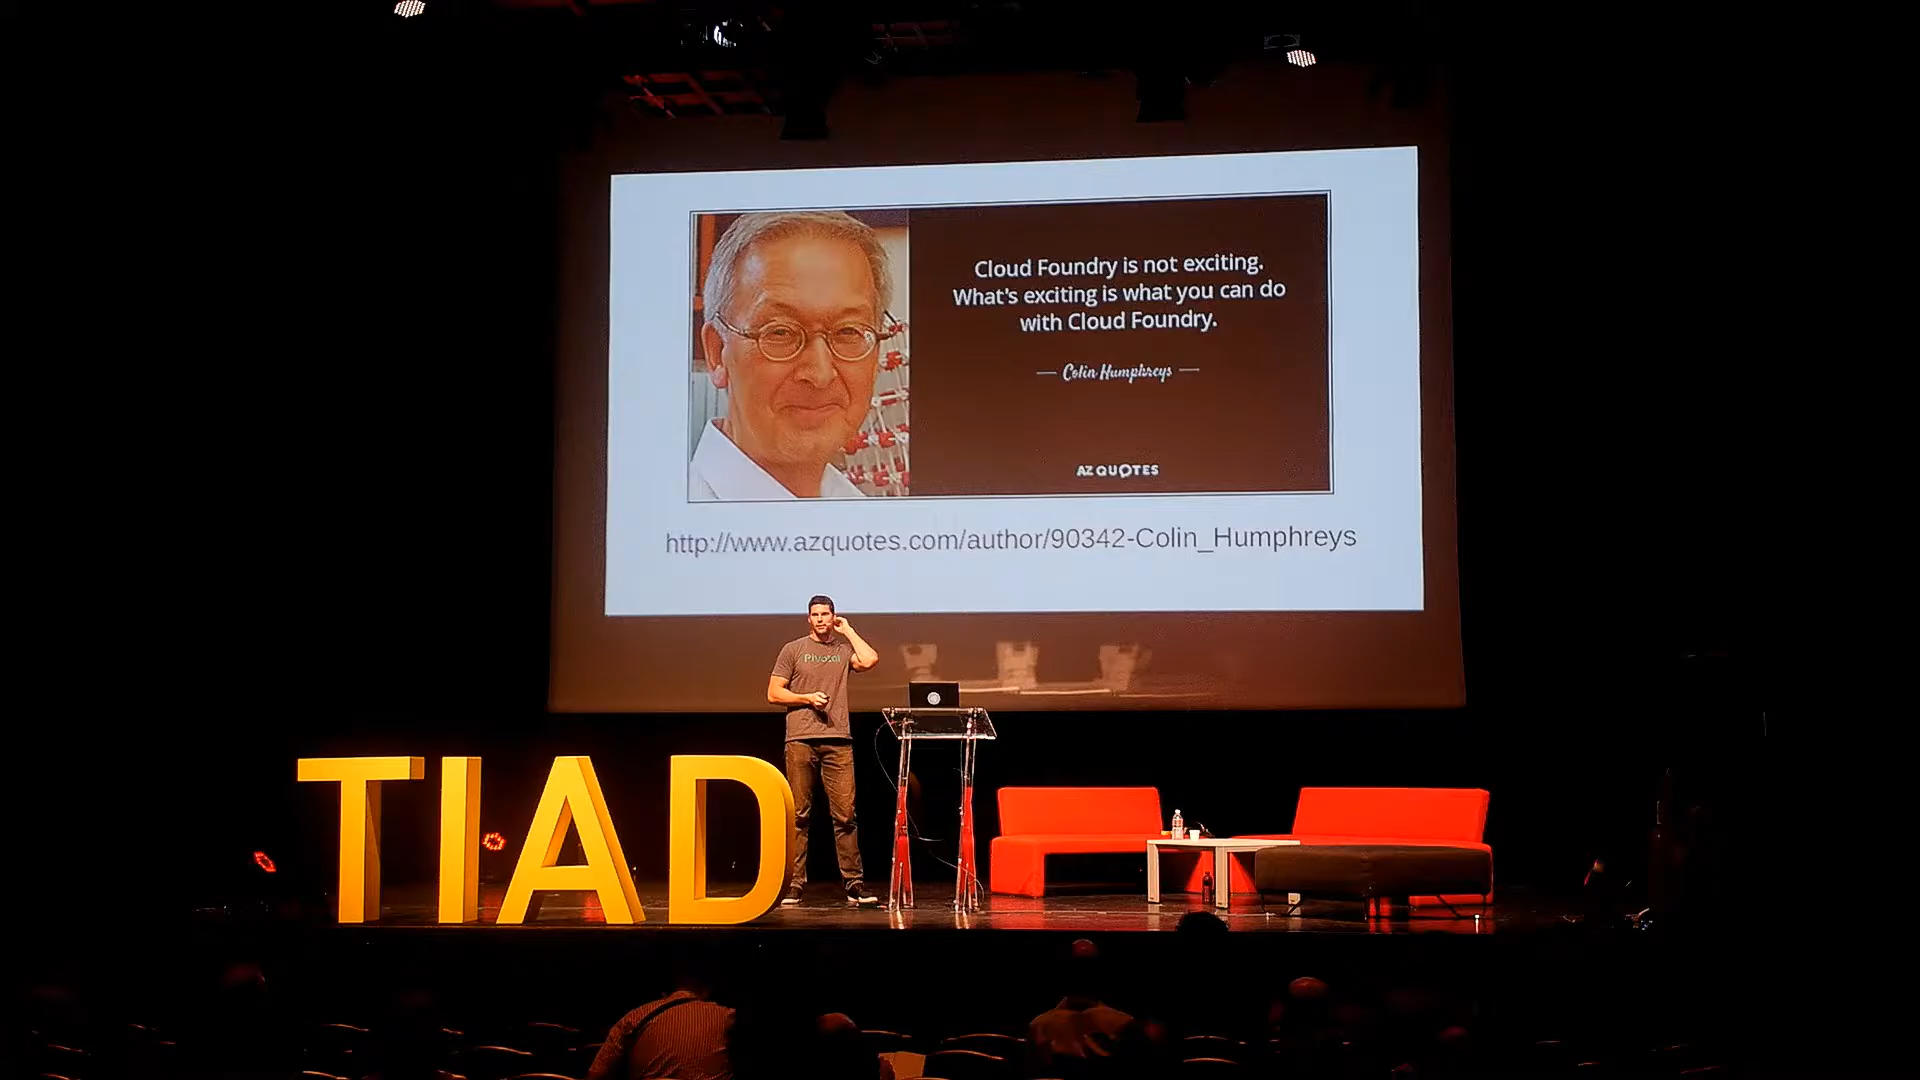 Cloud Foundry is not exciting.
What's exciting is what you can do
with Cloud Foundry.
— Colin Humphreys —
AZ QUOTES
http://www.azquotes.com/author/90342-Colin_Humphreys
Pivotal
TIAD